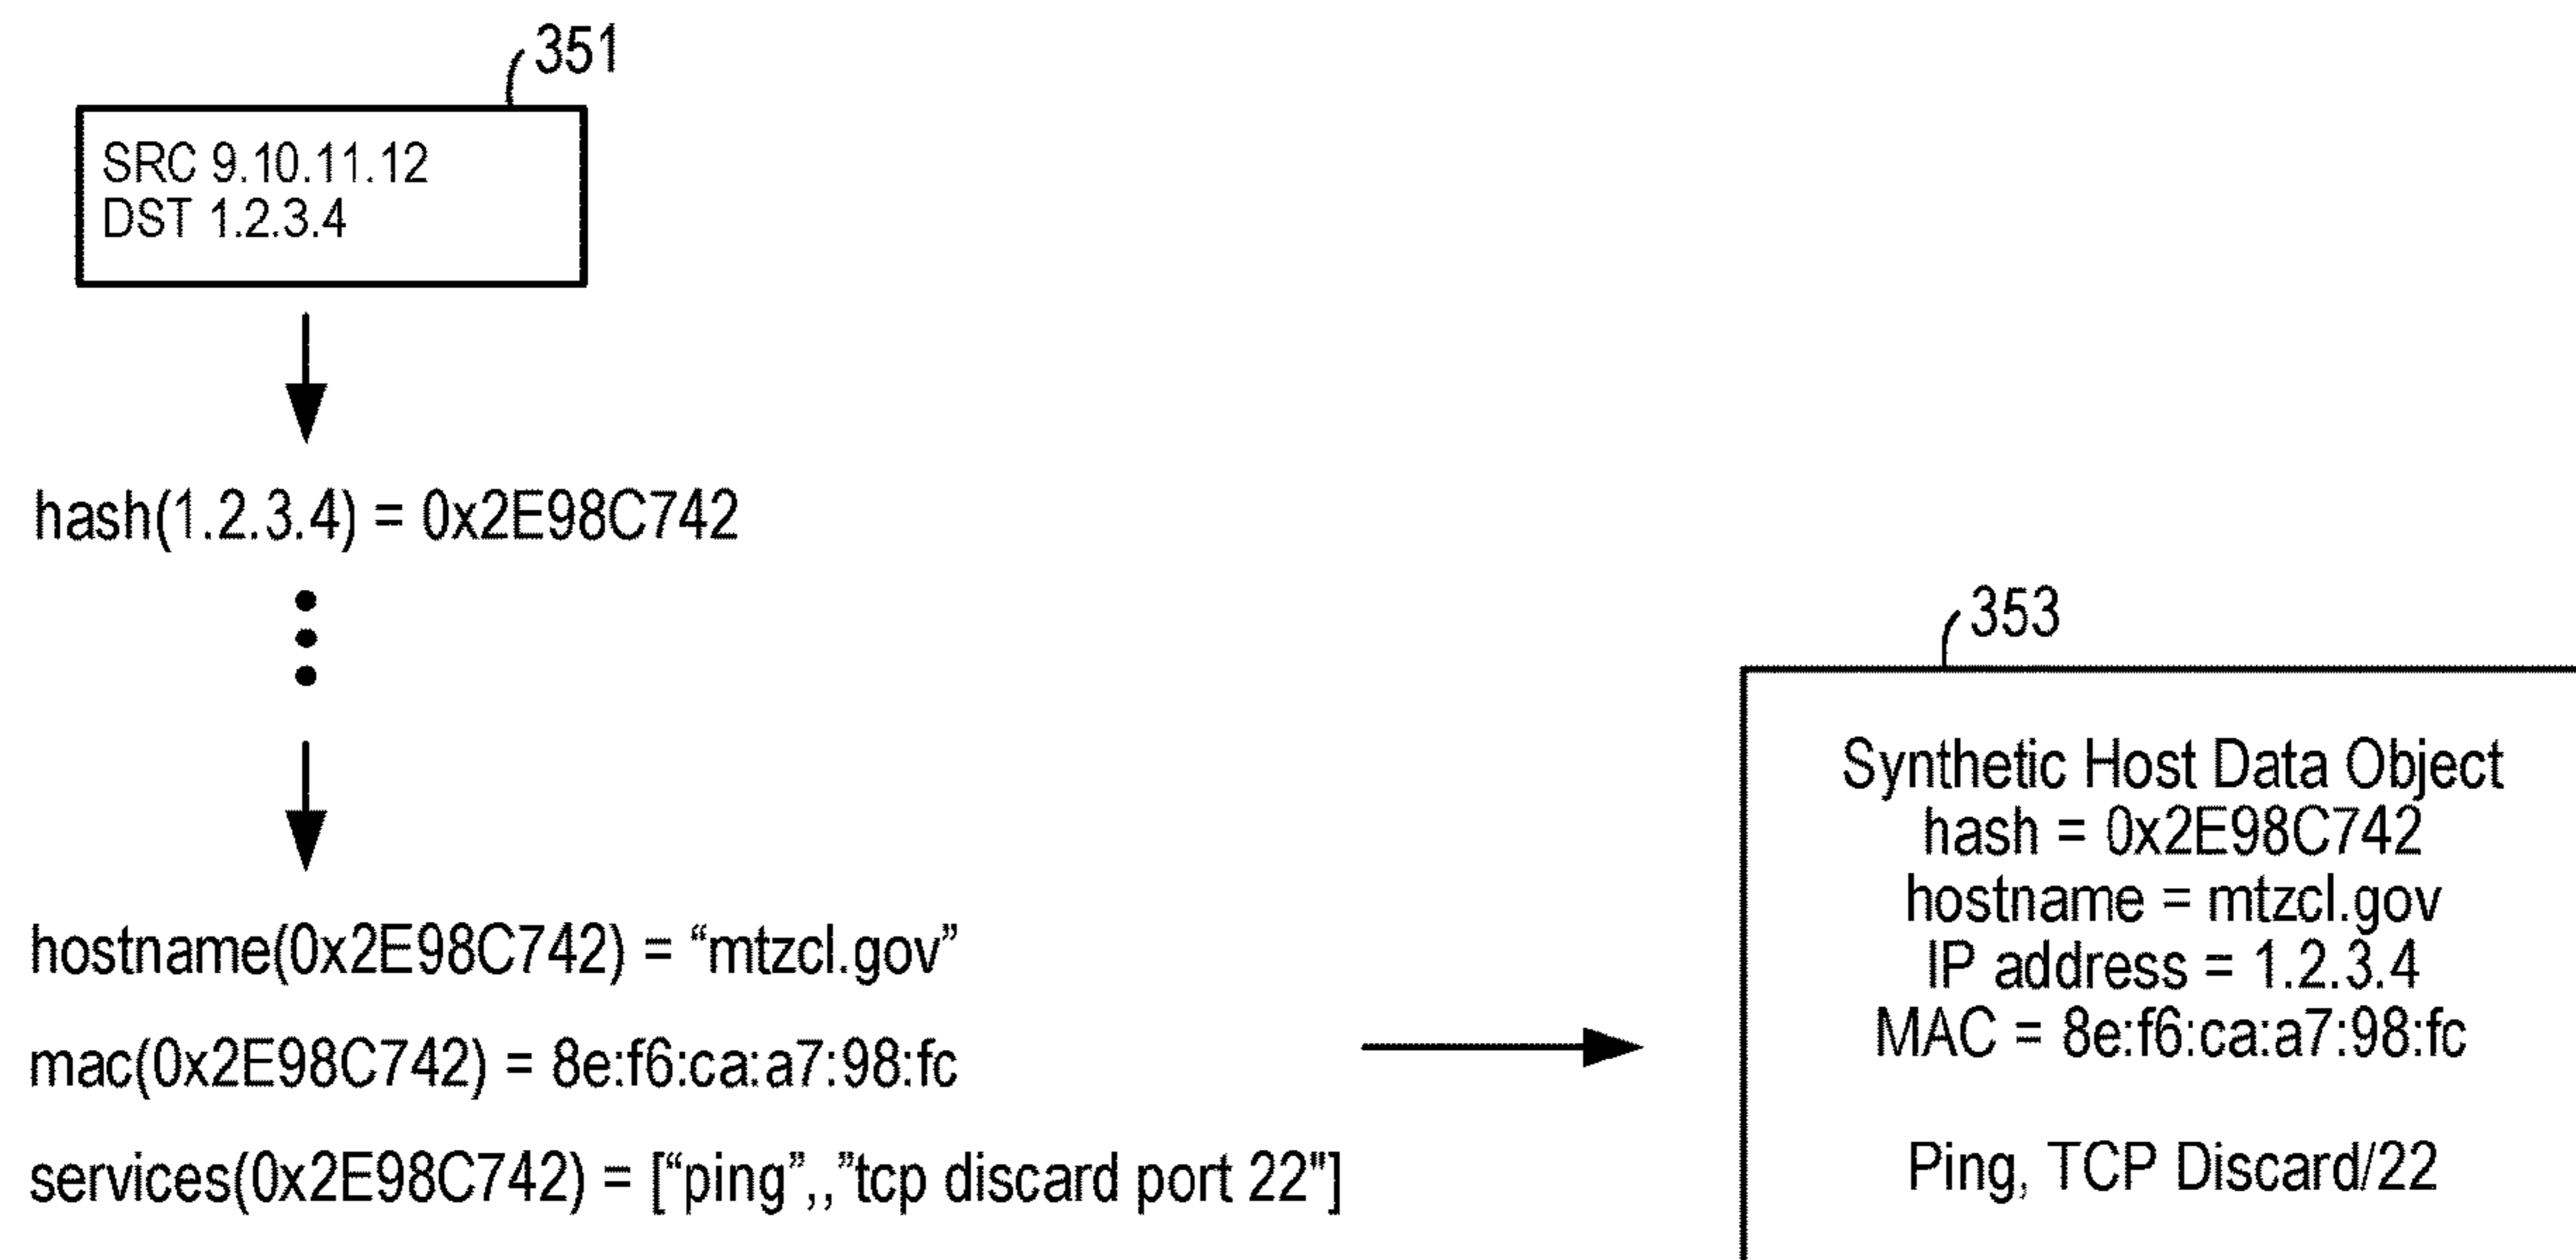 351
SRC 9.10.11.12
DST 1.2.3.4
hash(1.2.3.4) = 0x2E98C742
hostname(0x2E98C742) = “mtzcl.gov”
mac(0x2E98C742) = 8e:f6:ca:a7:98:fc
services(0x2E98C742) = [“ping”,,”tcp discard port 22"]
353
Synthetic Host Data Object
hash = 0x2E98C742
hostname = mtzcl.gov
IP address = 1.2.3.4
MAC = 8e:f6:ca:a7:98:fc
Ping, TCP Discard/22